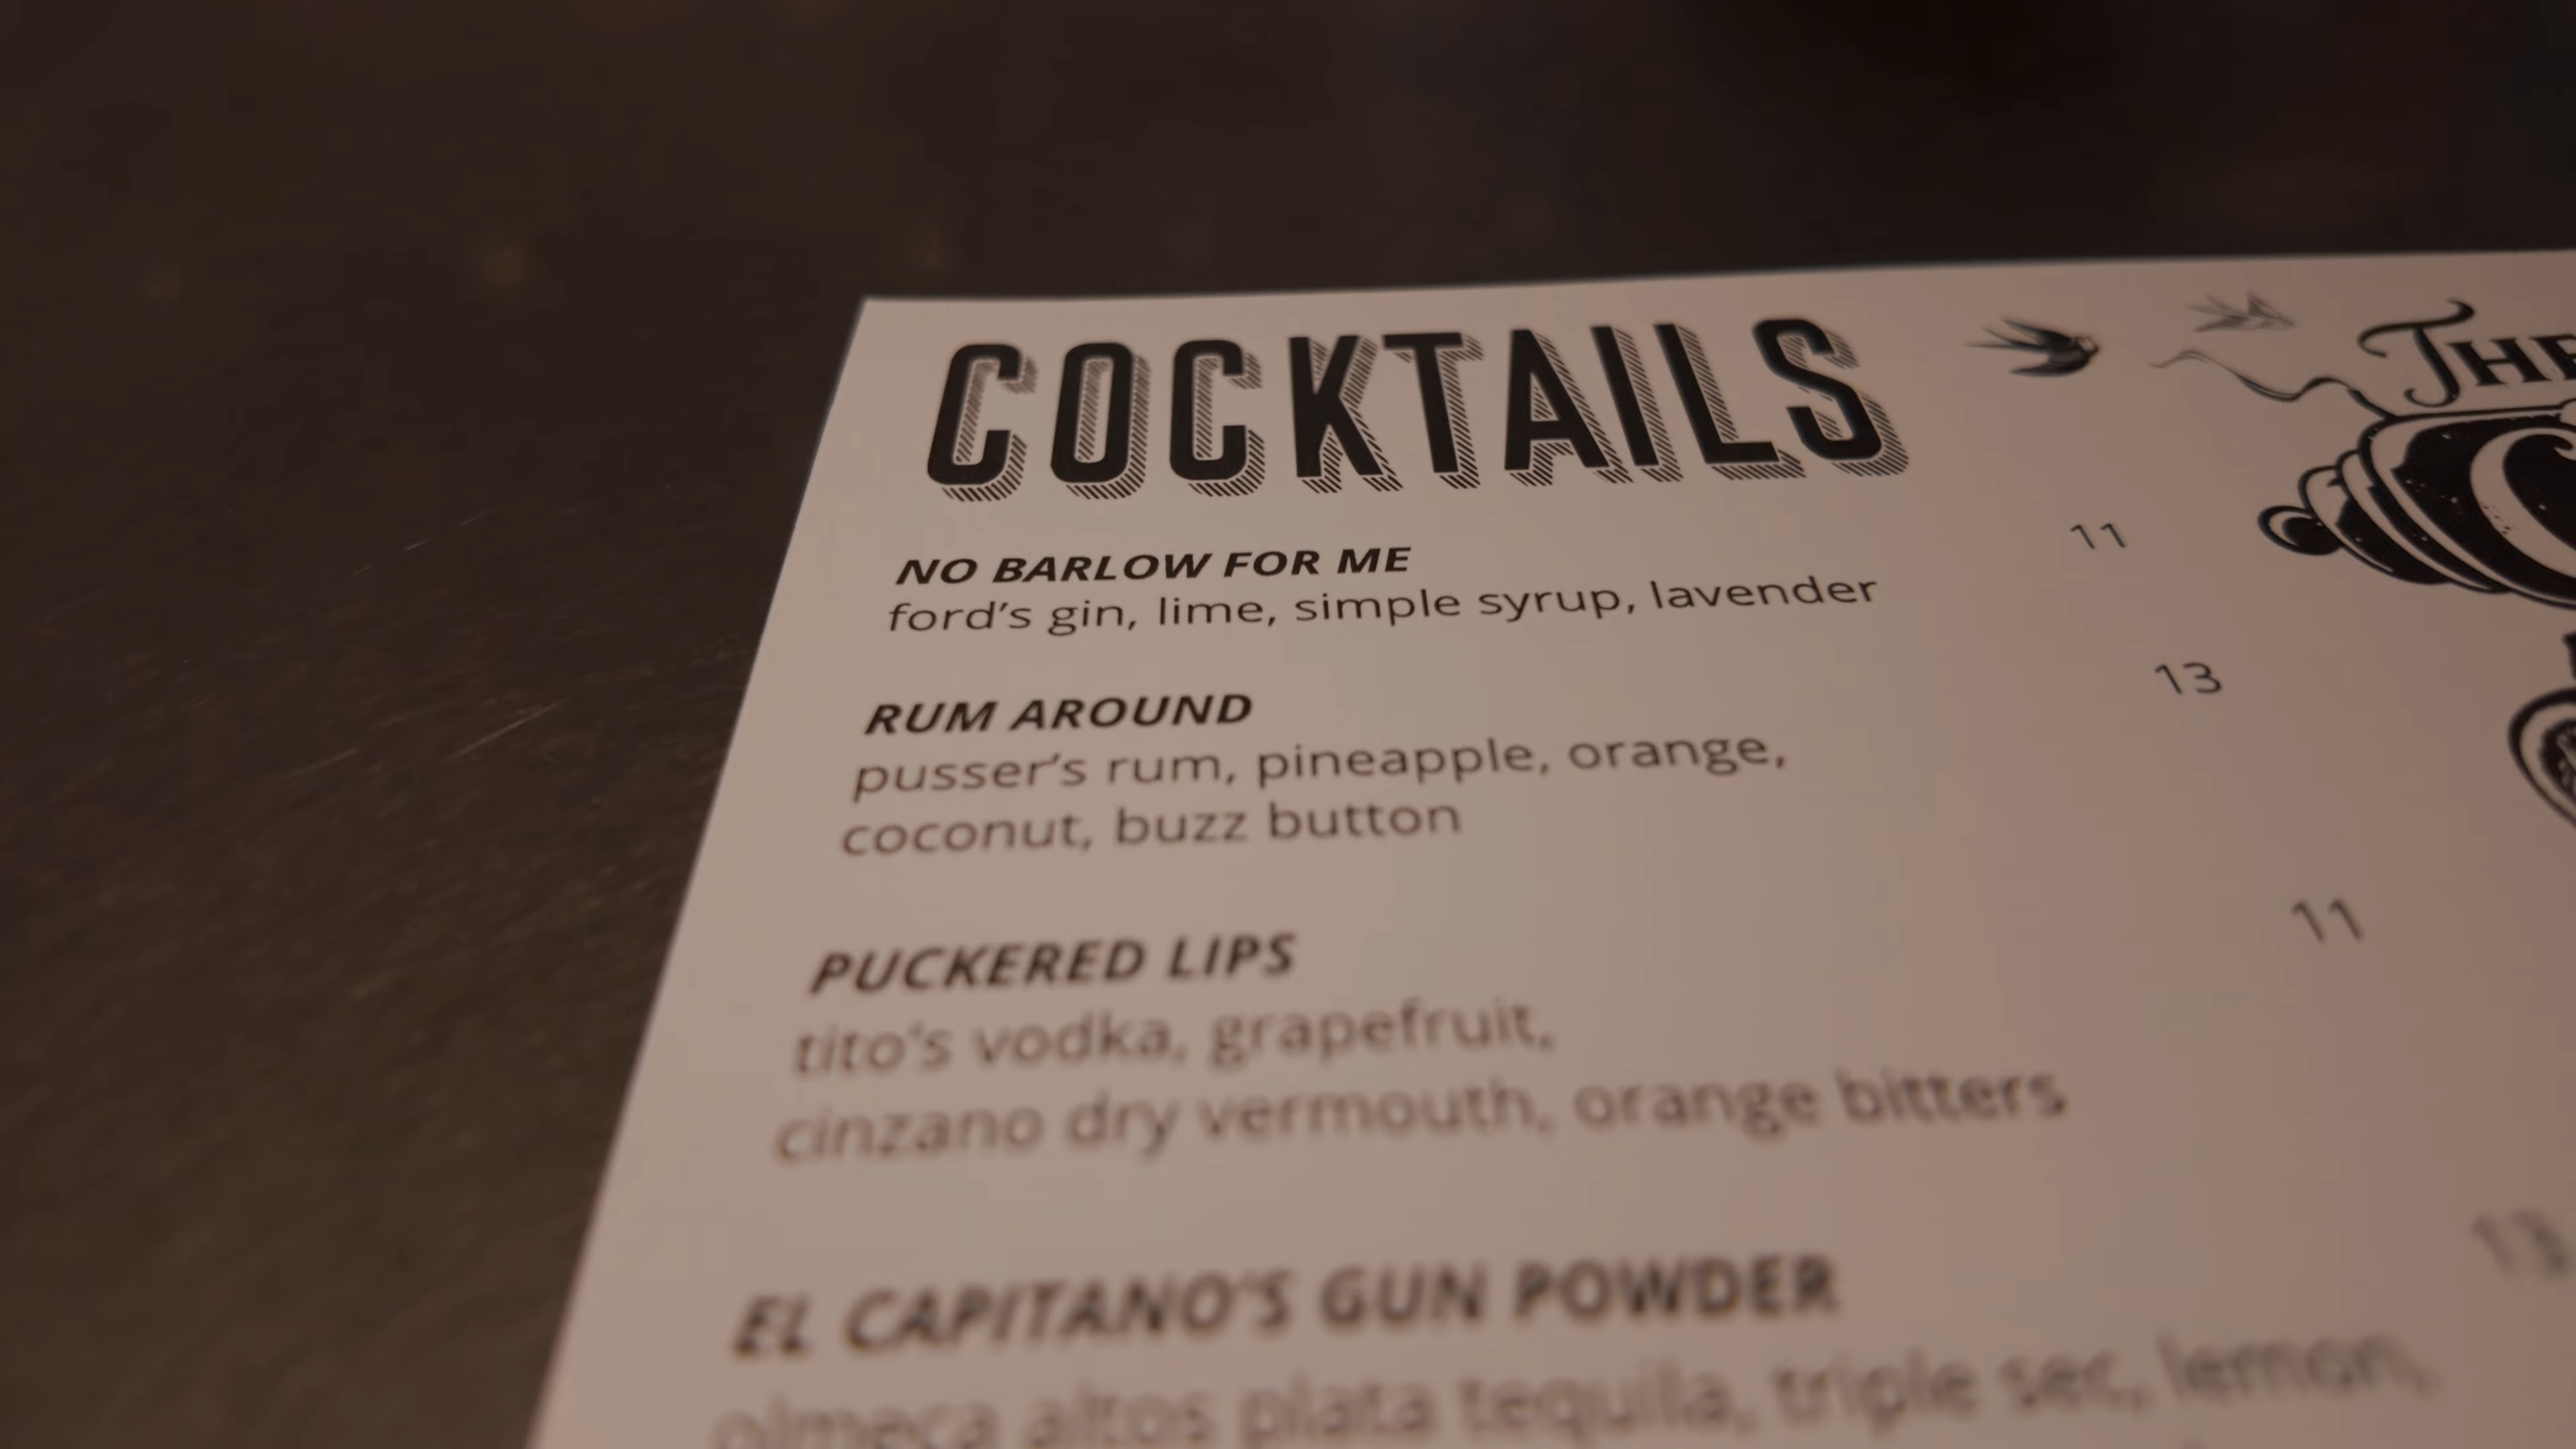 COCKTAILS
THE
C
NO BARLOW FOR ME 11
ford's gin, lime, simple syrup, lavender
RUM AROUND 13
pusser's rum, pineapple, orange,
coconut, buzz button
PUCKERED LIPS 11
tito's vodka, grapefruit,
cinzano dry vermouth, orange bitters
EL CAPITANO'S GUN POWDER 13
olmeca altos plata tequila, triple sec, lemon,